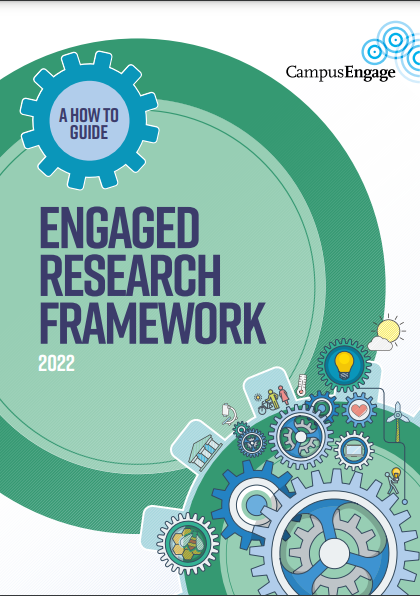 CampusEngage
A HOW TO
GUIDE
ENGAGED
RESEARCH
FRAMEWORK
2022